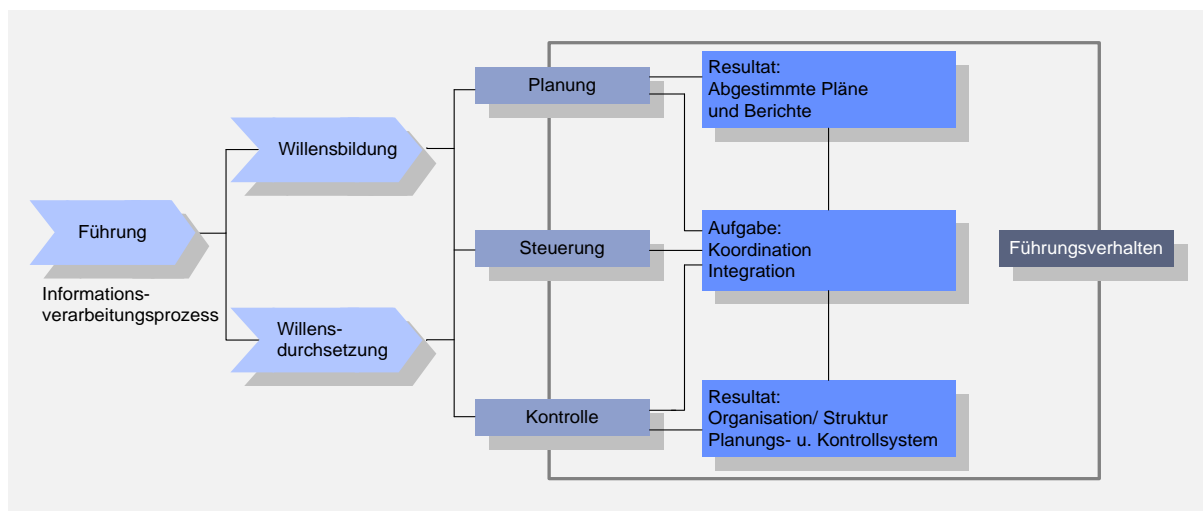 Führung
Informations-
verarbeitungsprozess
Willensbildung
Willens-
durchsetzung
Planung
Steuerung
Kontrolle
Resultat:
Abgestimmte Pläne
und Berichte
Aufgabe:
Koordination
Integration
Resultat:
Organisation/ Struktur
Planungs- u. Kontrollsystem
Führungsverhalten